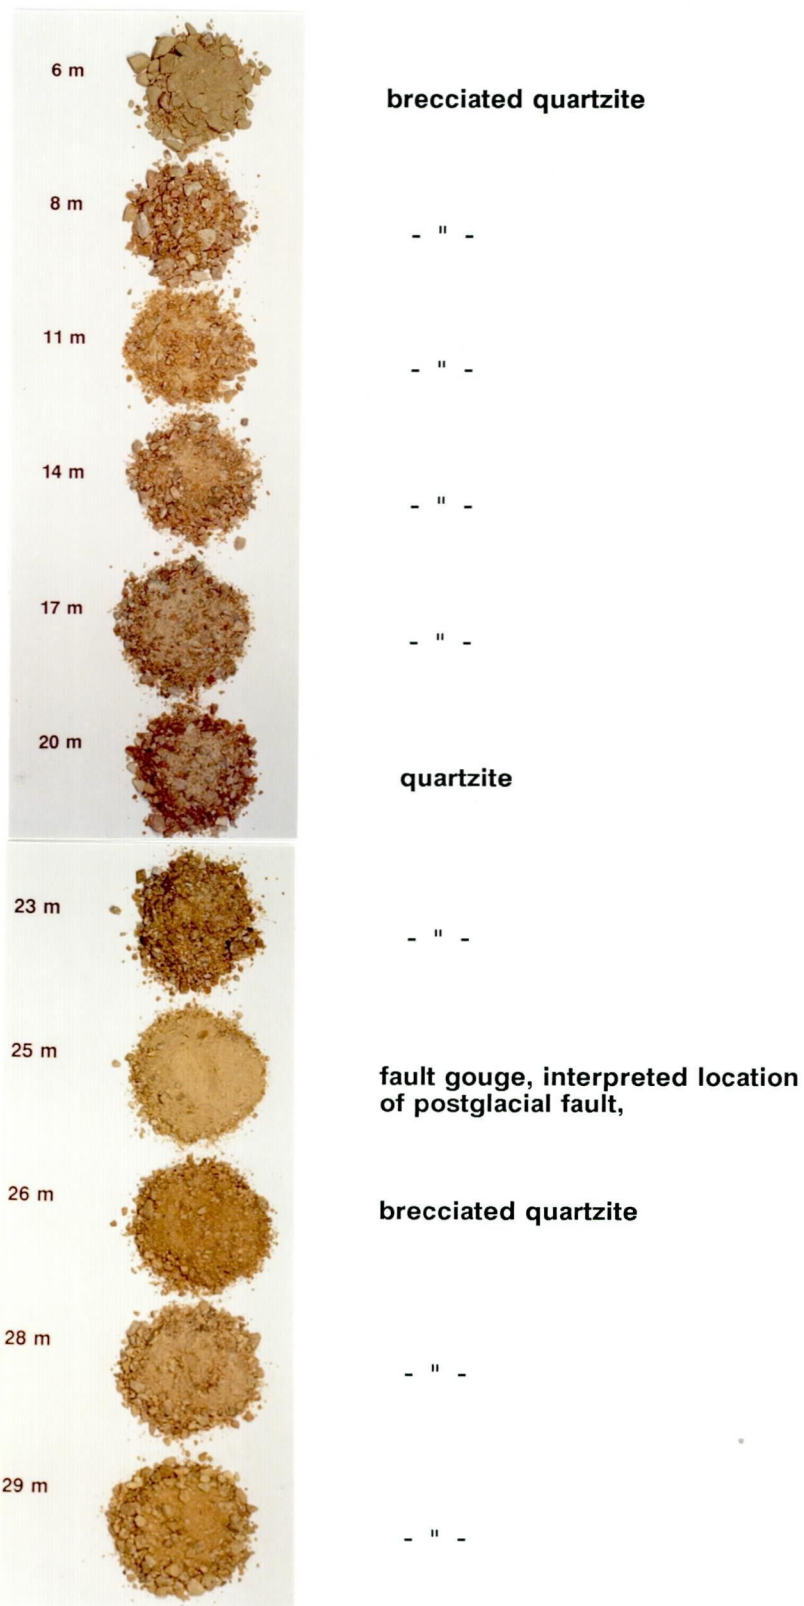 6 m
brecciated quartzite
8 m
- " -
11 m
- " -
14 m
- " -
17 m
- " -
20 m
quartzite
23 m
- " -
25 m
fault gouge, interpreted location
of postglacial fault,
26 m
brecciated quartzite
28 m
- " -
29 m
- " -